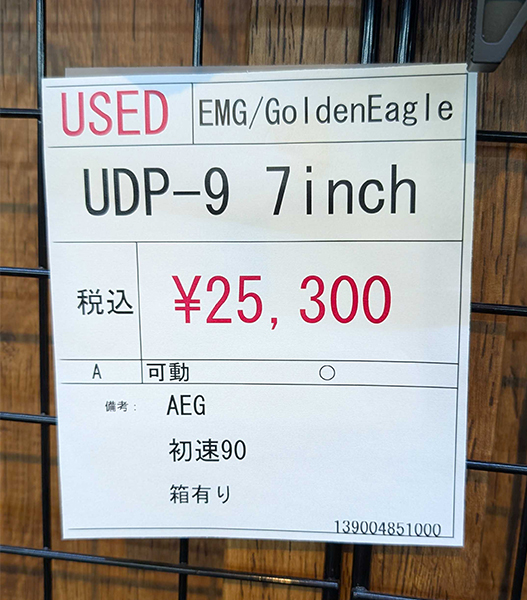 USED EMG/GoldenEagle
UDP-9 7inch
税込 ¥25,300
A 可動 ○
備考: AEG
初速90
箱有り
139004851000